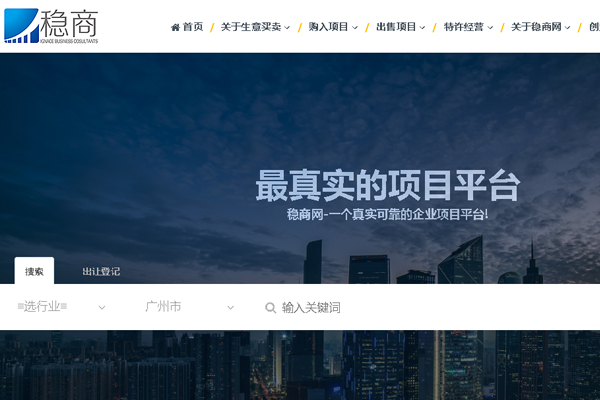 稳商
IGNACE BUSINESS COSULTANTS
首页 / 关于生意买卖 / 购入项目 / 出售项目 / 特许经营 / 关于稳商网 / 创
最真实的项目平台
稳商网-一个真实可靠的企业项目平台!
搜索 出让登记
=选行业= 广州市 输入关键词